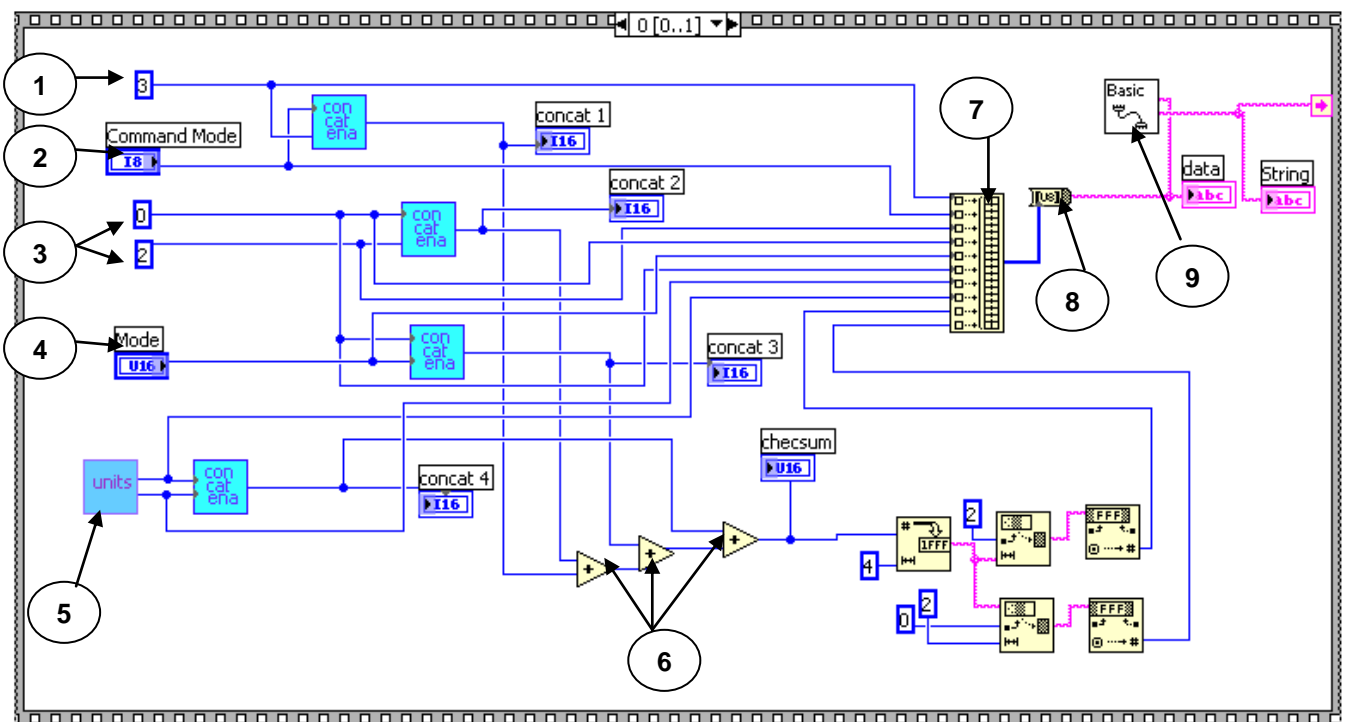 0 [0..1]
1
3
con
cat
ena
concat 1
I16
7
Basic
2
Command Mode
I8
concat 2
I16
data
abc
String
abc
3
0
2
con
cat
ena
[U8]
8
9
4
Mode
U16
con
cat
ena
concat 3
I16
checsum
U16
5
units
con
cat
ena
concat 4
I16
+
+
+
#
1FFF
4
2
FFF
#
0
2
FFF
#
6